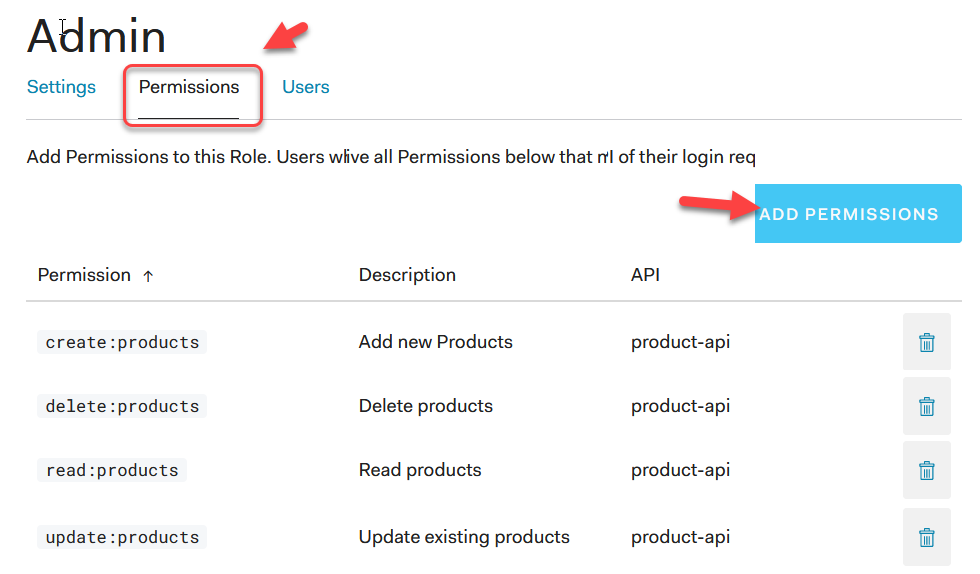 Admin
Settings Permissions Users
Add Permissions to this Role. Users all Permissions below that of their login req
ADD PERMISSIONS
Permission ↑ Description API
create:products Add new Products product-api
delete:products Delete products product-api
read:products Read products product-api
update:products Update existing products product-api